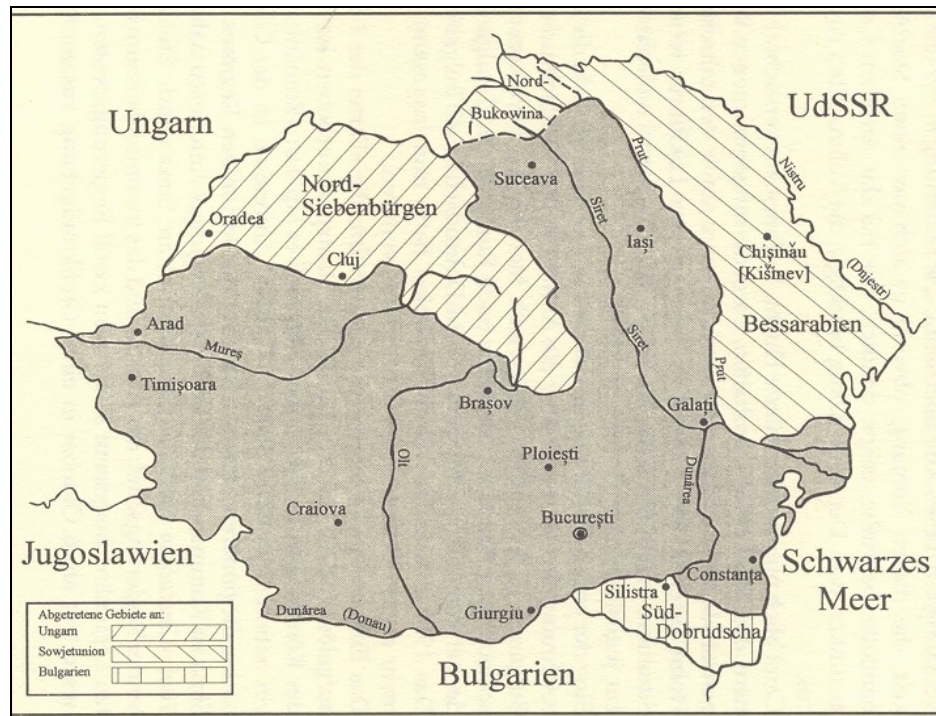 Ungarn
Nord-
Bukowina
UdSSR
Nord-
Siebenbürgen
Suceava
Prut
Nistru
Oradea
Siret
Iași
Chișinǎu
[Kišinev]
(Dnjestr)
Cluj
Bessarabien
Arad
Mureș
Siret
Prut
Timișoara
Brașov
Galați
Olt
Ploiești
Dunărea
Craiova
București
Jugoslawien
Constanța
Schwarzes
Meer
Silistra
Süd-
Dobrudscha
Giurgiu
Dunărea
(Donau)
Bulgarien
Abgetretene Gebiete an:
Ungarn
Sowjetunion
Bulgarien